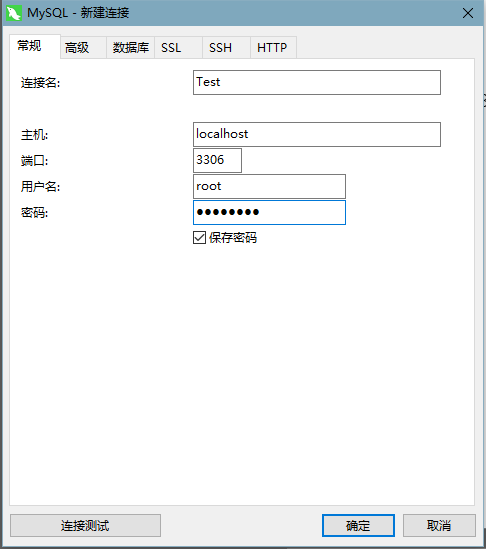 MySQL - 新建连接
常规 高级 数据库 SSL SSH HTTP
连接名: Test
主机: localhost
端口: 3306
用户名: root
密码: ●●●●●●●●
保存密码
连接测试 确定 取消